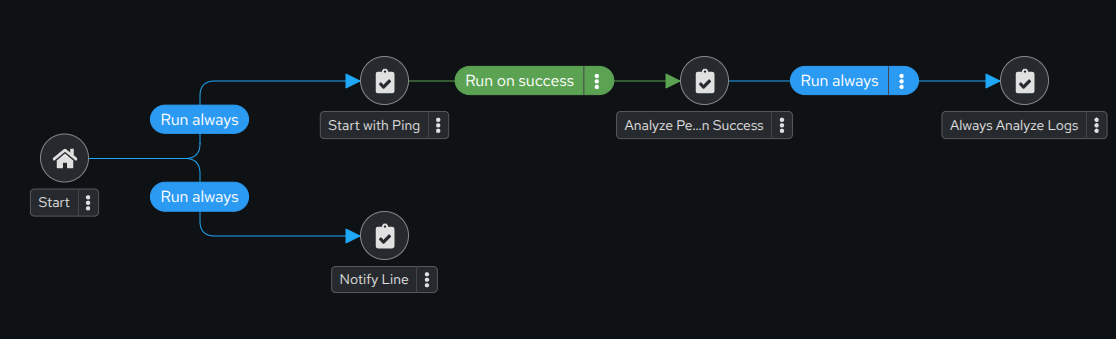 Run on success
Run always
Run always
Start with Ping
Analyze Pe...n Success
Always Analyze Logs
Run always
Start
Notify Line